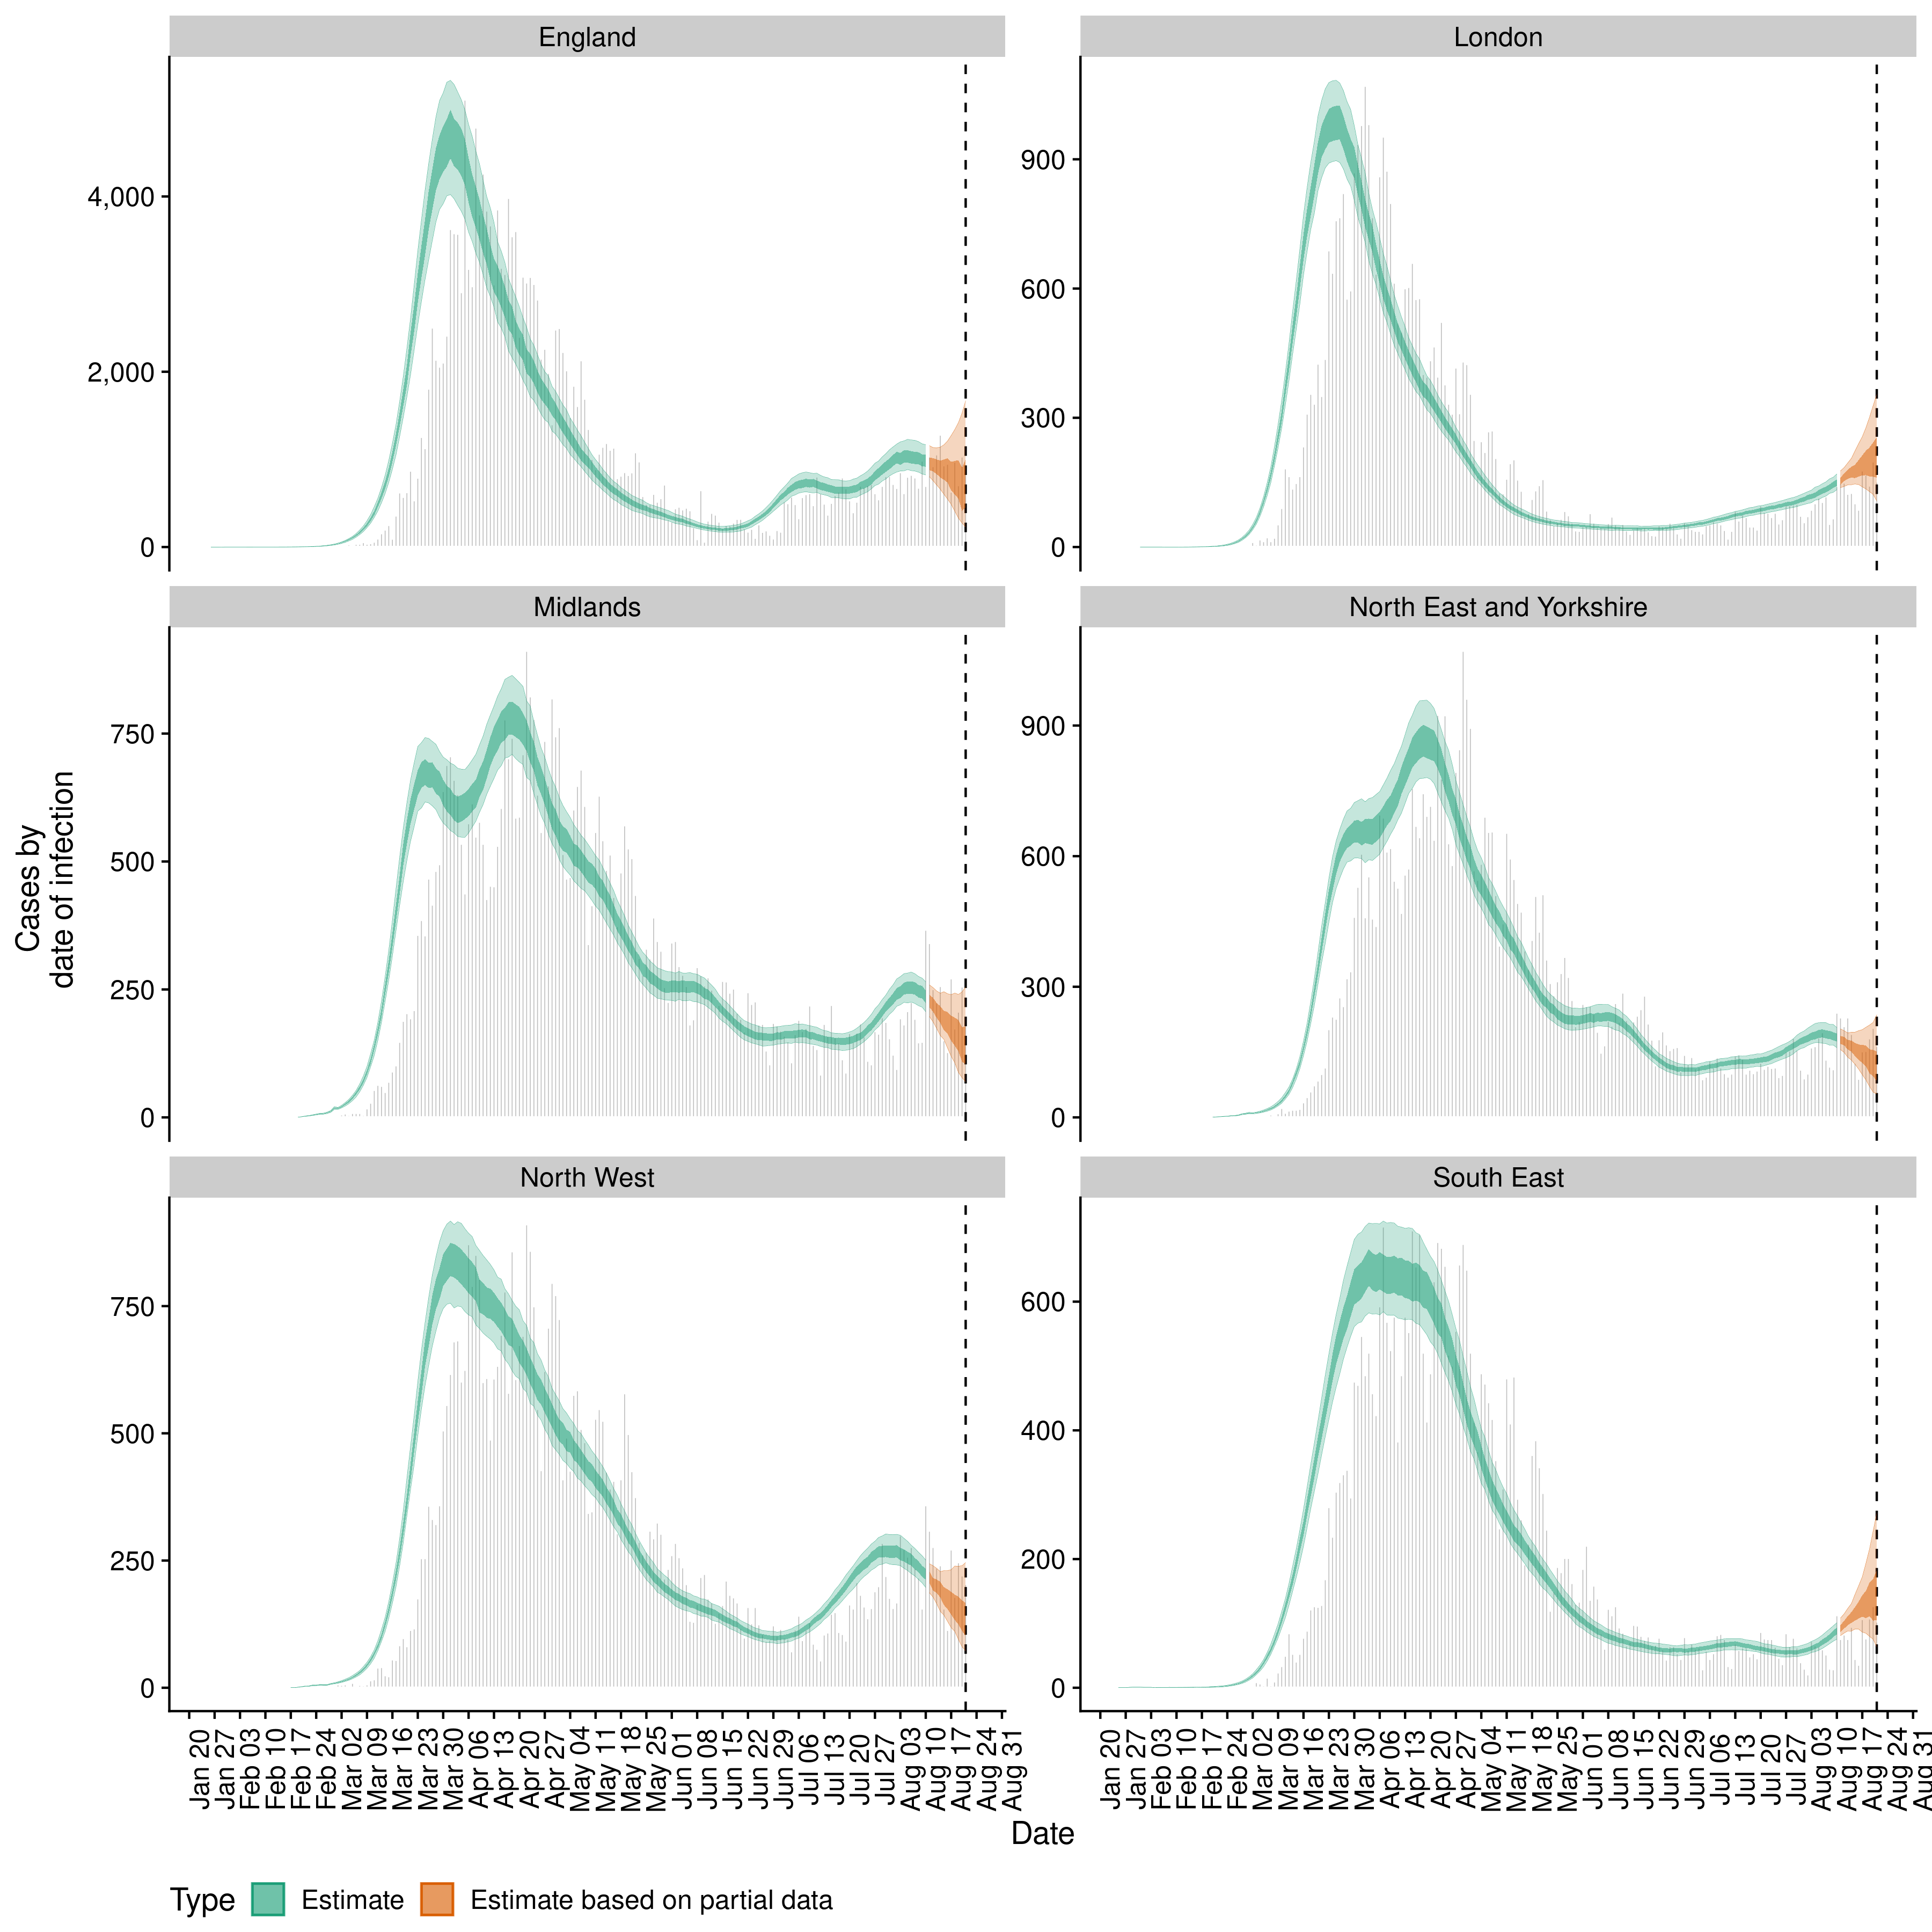 England
London
4,000
2,000
0
900
600
300
0
Midlands
North East and Yorkshire
750
500
250
0
900
600
300
0
Cases by
date of infection
North West
South East
750
500
250
0
600
400
200
0
Jan 20
Jan 27
Feb 03
Feb 10
Feb 17
Feb 24
Mar 02
Mar 09
Mar 16
Mar 23
Mar 30
Apr 06
Apr 13
Apr 20
Apr 27
May 04
May 11
May 18
May 25
Jun 01
Jun 08
Jun 15
Jun 22
Jun 29
Jul 06
Jul 13
Jul 20
Jul 27
Aug 03
Aug 10
Aug 17
Aug 24
Aug 31
Jan 20
Jan 27
Feb 03
Feb 10
Feb 17
Feb 24
Mar 02
Mar 09
Mar 16
Mar 23
Mar 30
Apr 06
Apr 13
Apr 20
Apr 27
May 04
May 11
May 18
May 25
Jun 01
Jun 08
Jun 15
Jun 22
Jun 29
Jul 06
Jul 13
Jul 20
Jul 27
Aug 03
Aug 10
Aug 17
Aug 24
Aug 31
Date
Type
Estimate
Estimate based on partial data